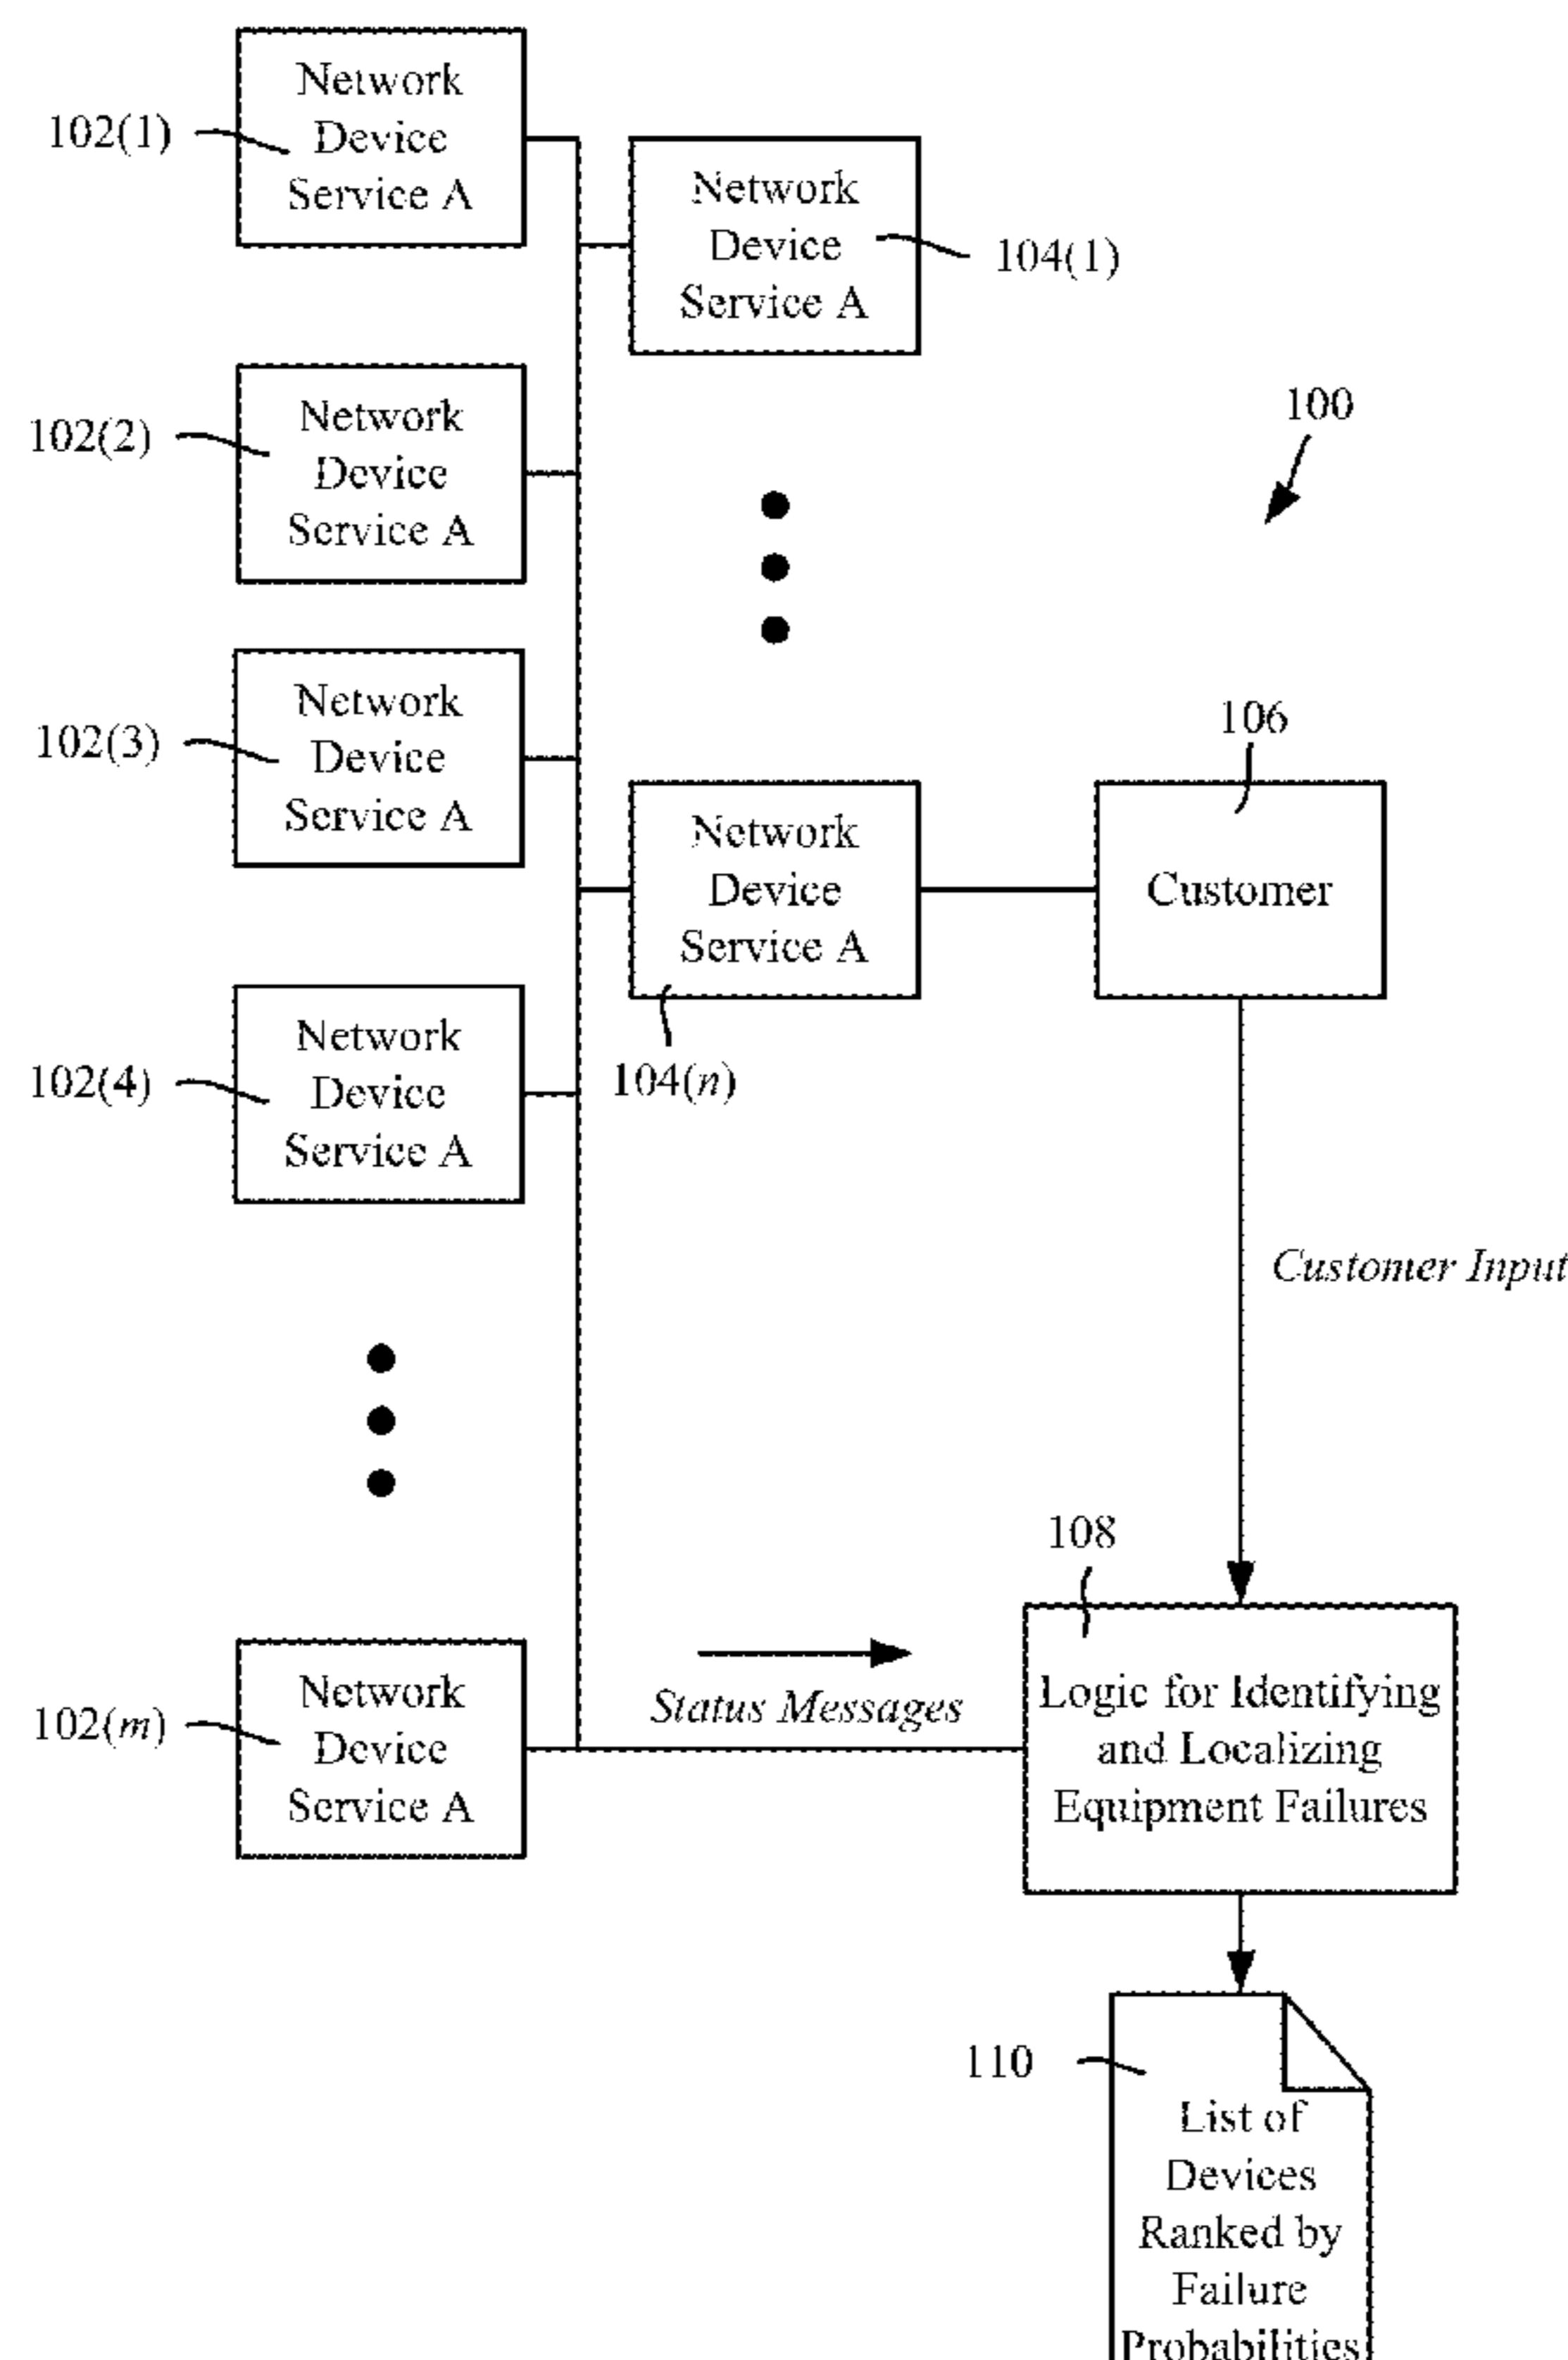 Network
Device
Service A
102(1)
Network
Device
Service A
104(1)
Network
Device
Service A
102(2)
100
Network
Device
Service A
102(3)
106
Network
Device
Service A
Customer
104(n)
Network
Device
Service A
102(4)
Customer Input
108
Network
Device
Service A
102(m)
Status Messages
Logic for Identifying
and Localizing
Equipment Failures
110
List of
Devices
Ranked by
Failure
Probabilities